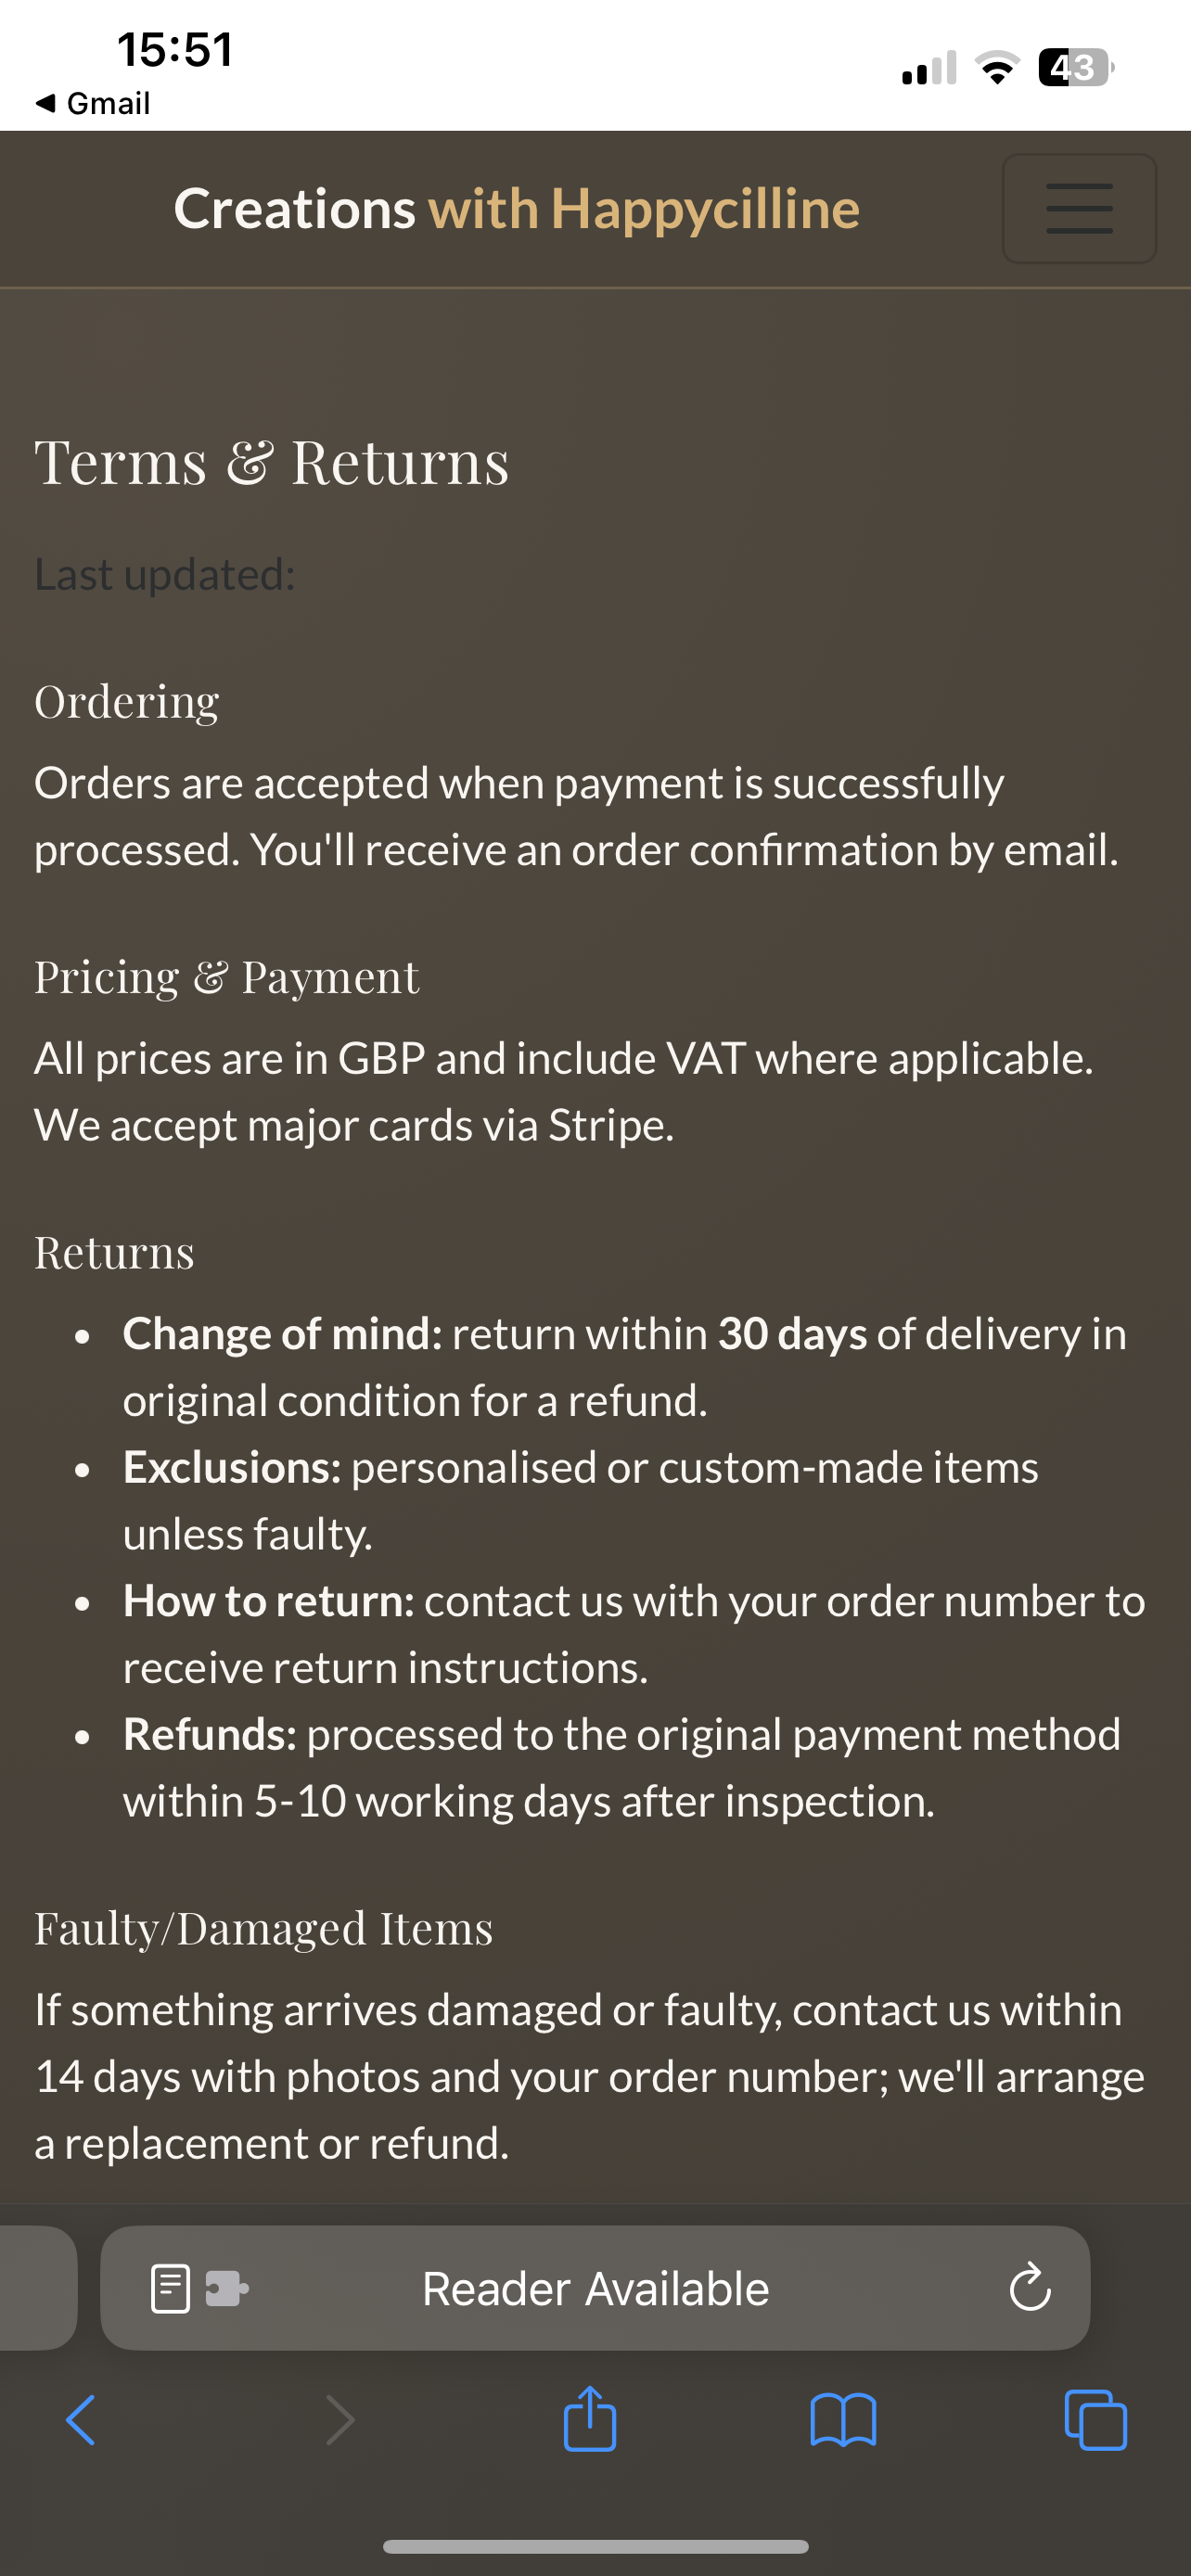 15:51
43
◀ Gmail
Creations with Happycilline
Terms & Returns
Last updated:
Ordering
Orders are accepted when payment is successfully
processed. You'll receive an order confirmation by email.
Pricing & Payment
All prices are in GBP and include VAT where applicable.
We accept major cards via Stripe.
Returns
• Change of mind: return within 30 days of delivery in
original condition for a refund.
• Exclusions: personalised or custom-made items
unless faulty.
• How to return: contact us with your order number to
receive return instructions.
• Refunds: processed to the original payment method
within 5-10 working days after inspection.
Faulty/Damaged Items
If something arrives damaged or faulty, contact us within
14 days with photos and your order number; we'll arrange
a replacement or refund.
Reader Available